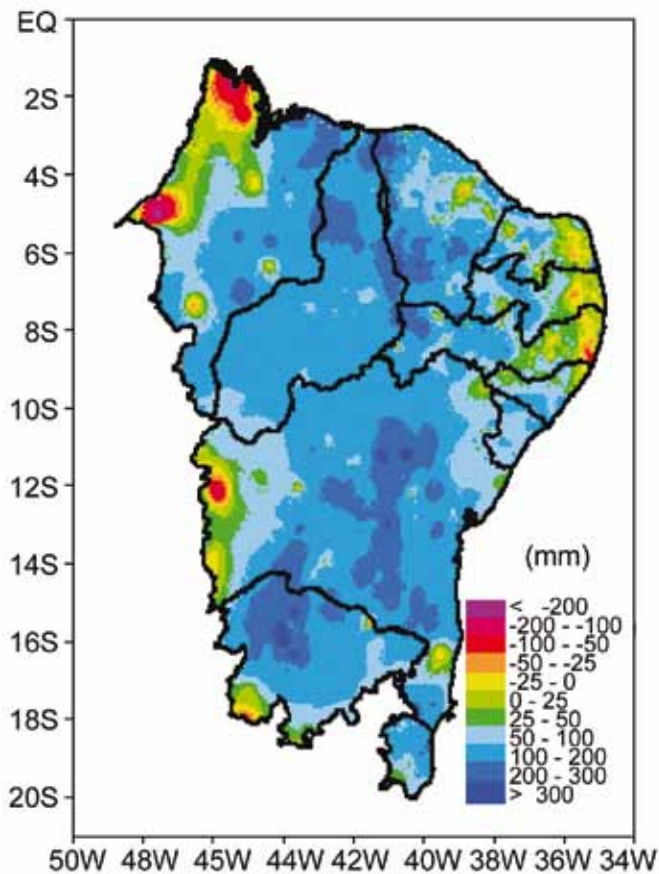 EQ
2S
4S
6S
8S
10S
12S
14S
16S
18S
20S
(mm)
< -200
-200 - -100
-100 - -50
-50 - -25
-25 - 0
0 - 25
25 - 50
50 - 100
100 - 200
200 - 300
> 300
50W 48W 45W 44W 42W 40W 38W 36W 34W